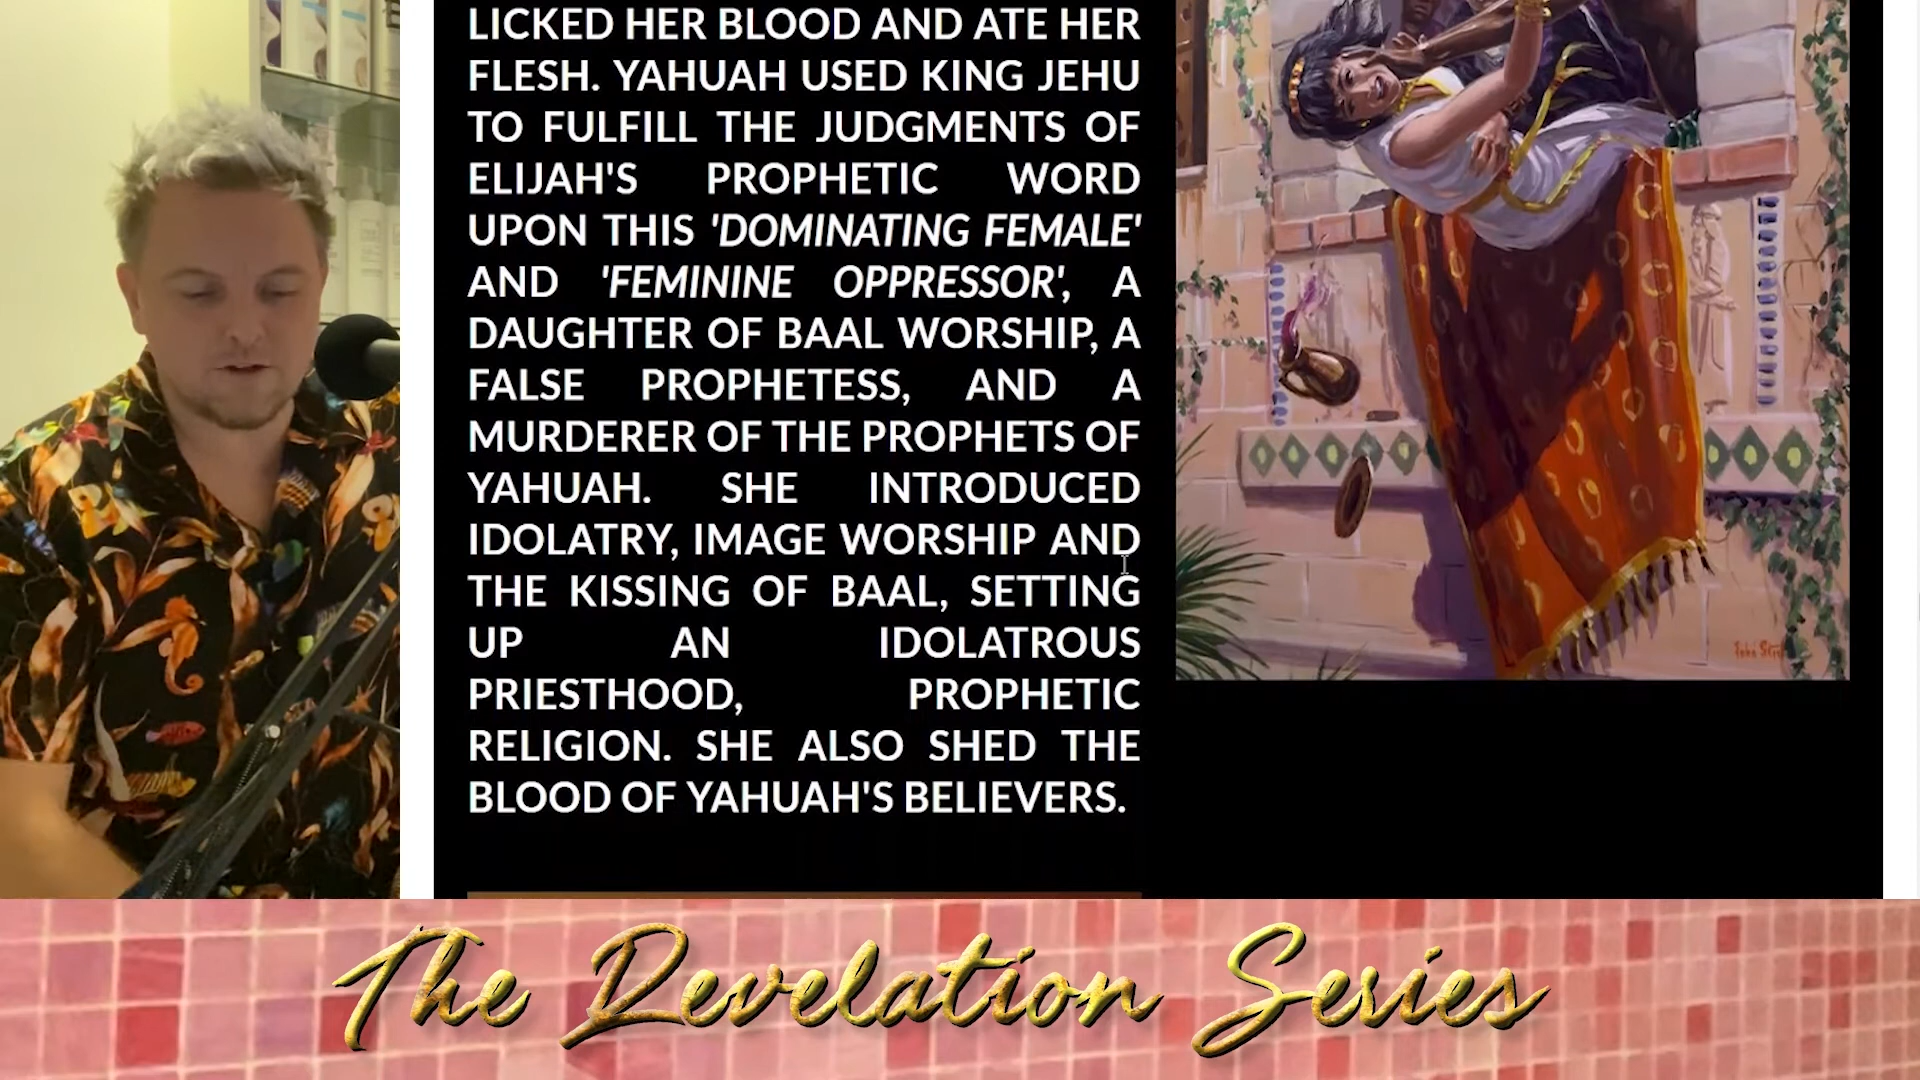 LICKED HER BLOOD AND ATE HER
FLESH. YAHUAH USED KING JEHU
TO FULFILL THE JUDGMENTS OF
ELIJAH'S PROPHETIC WORD
UPON THIS 'DOMINATING FEMALE'
AND 'FEMININE OPPRESSOR', A
DAUGHTER OF BAAL WORSHIP, A
FALSE PROPHETESS, AND A
MURDERER OF THE PROPHETS OF
YAHUAH. SHE INTRODUCED
IDOLATRY, IMAGE WORSHIP AND
THE KISSING OF BAAL, SETTING
UP AN IDOLATROUS
PRIESTHOOD, PROPHETIC
RELIGION. SHE ALSO SHED THE
BLOOD OF YAHUAH'S BELIEVERS.
The Revelation Series